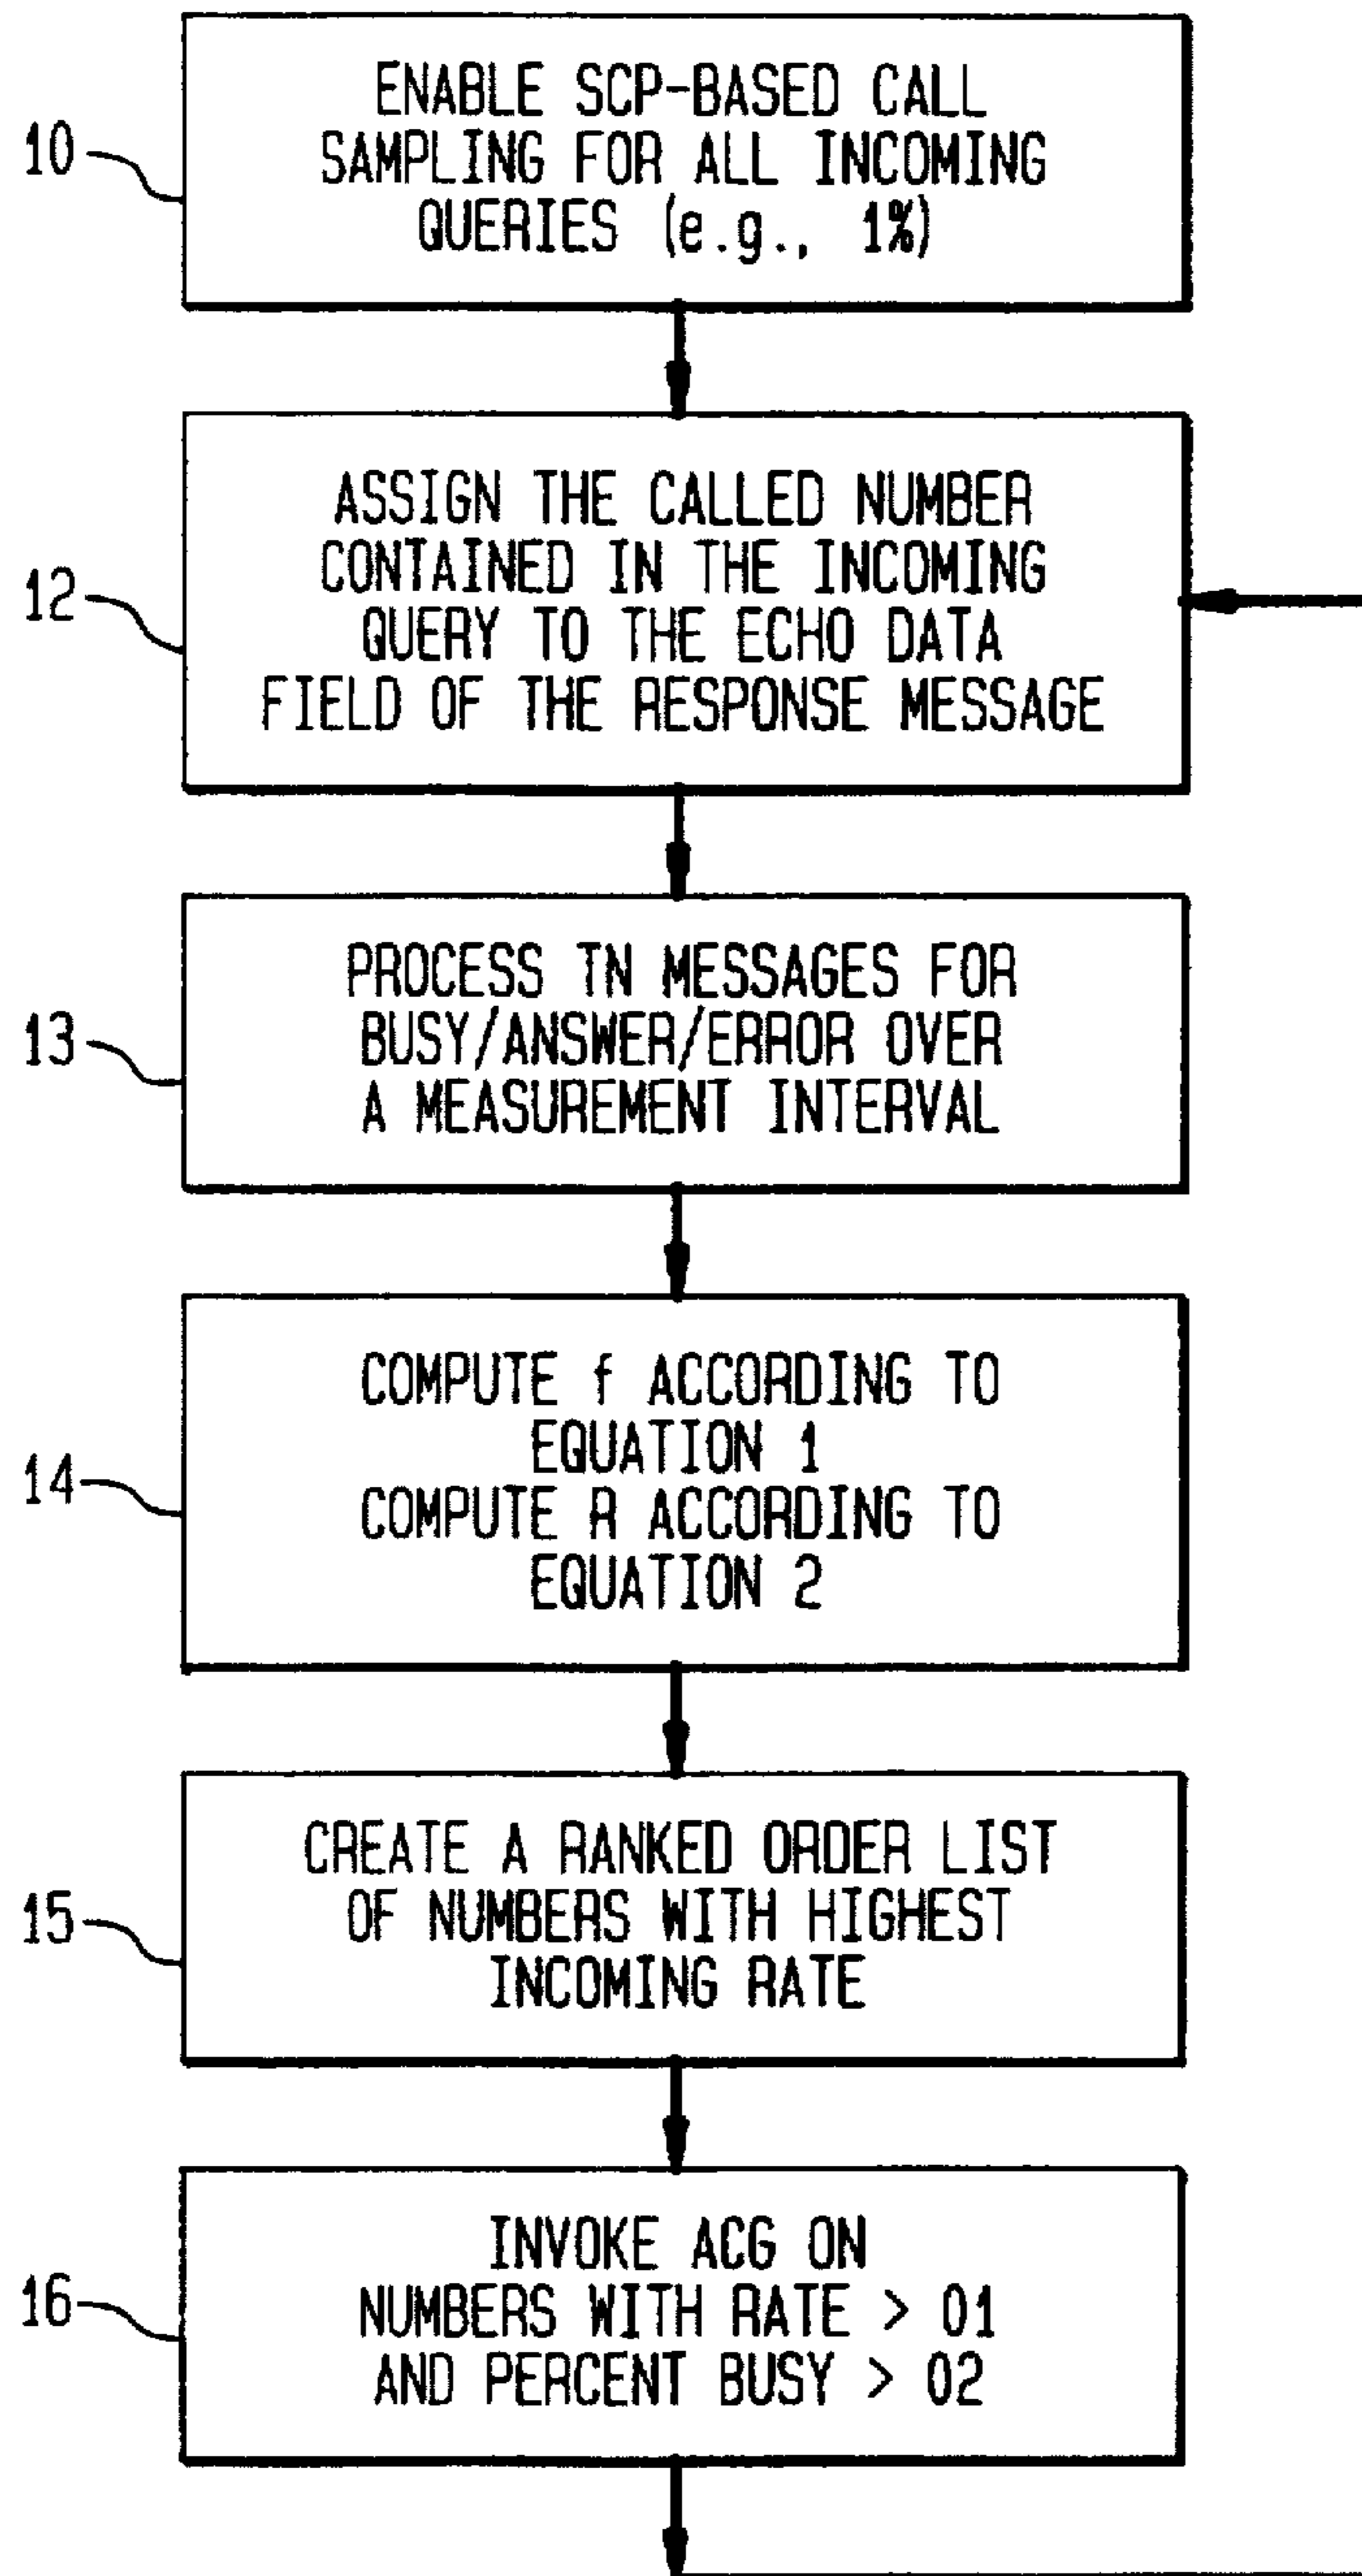 10
ENABLE SCP-BASED CALL
SAMPLING FOR ALL INCOMING
QUERIES (e.g., 1%)
12
ASSIGN THE CALLED NUMBER
CONTAINED IN THE INCOMING
QUERY TO THE ECHO DATA
FIELD OF THE RESPONSE MESSAGE
13
PROCESS TN MESSAGES FOR
BUSY/ANSWER/ERROR OVER
A MEASUREMENT INTERVAL
14
COMPUTE f ACCORDING TO
EQUATION 1
COMPUTE R ACCORDING TO
EQUATION 2
15
CREATE A RANKED ORDER LIST
OF NUMBERS WITH HIGHEST
INCOMING RATE
16
INVOKE ACG ON
NUMBERS WITH RATE > 01
AND PERCENT BUSY > 02